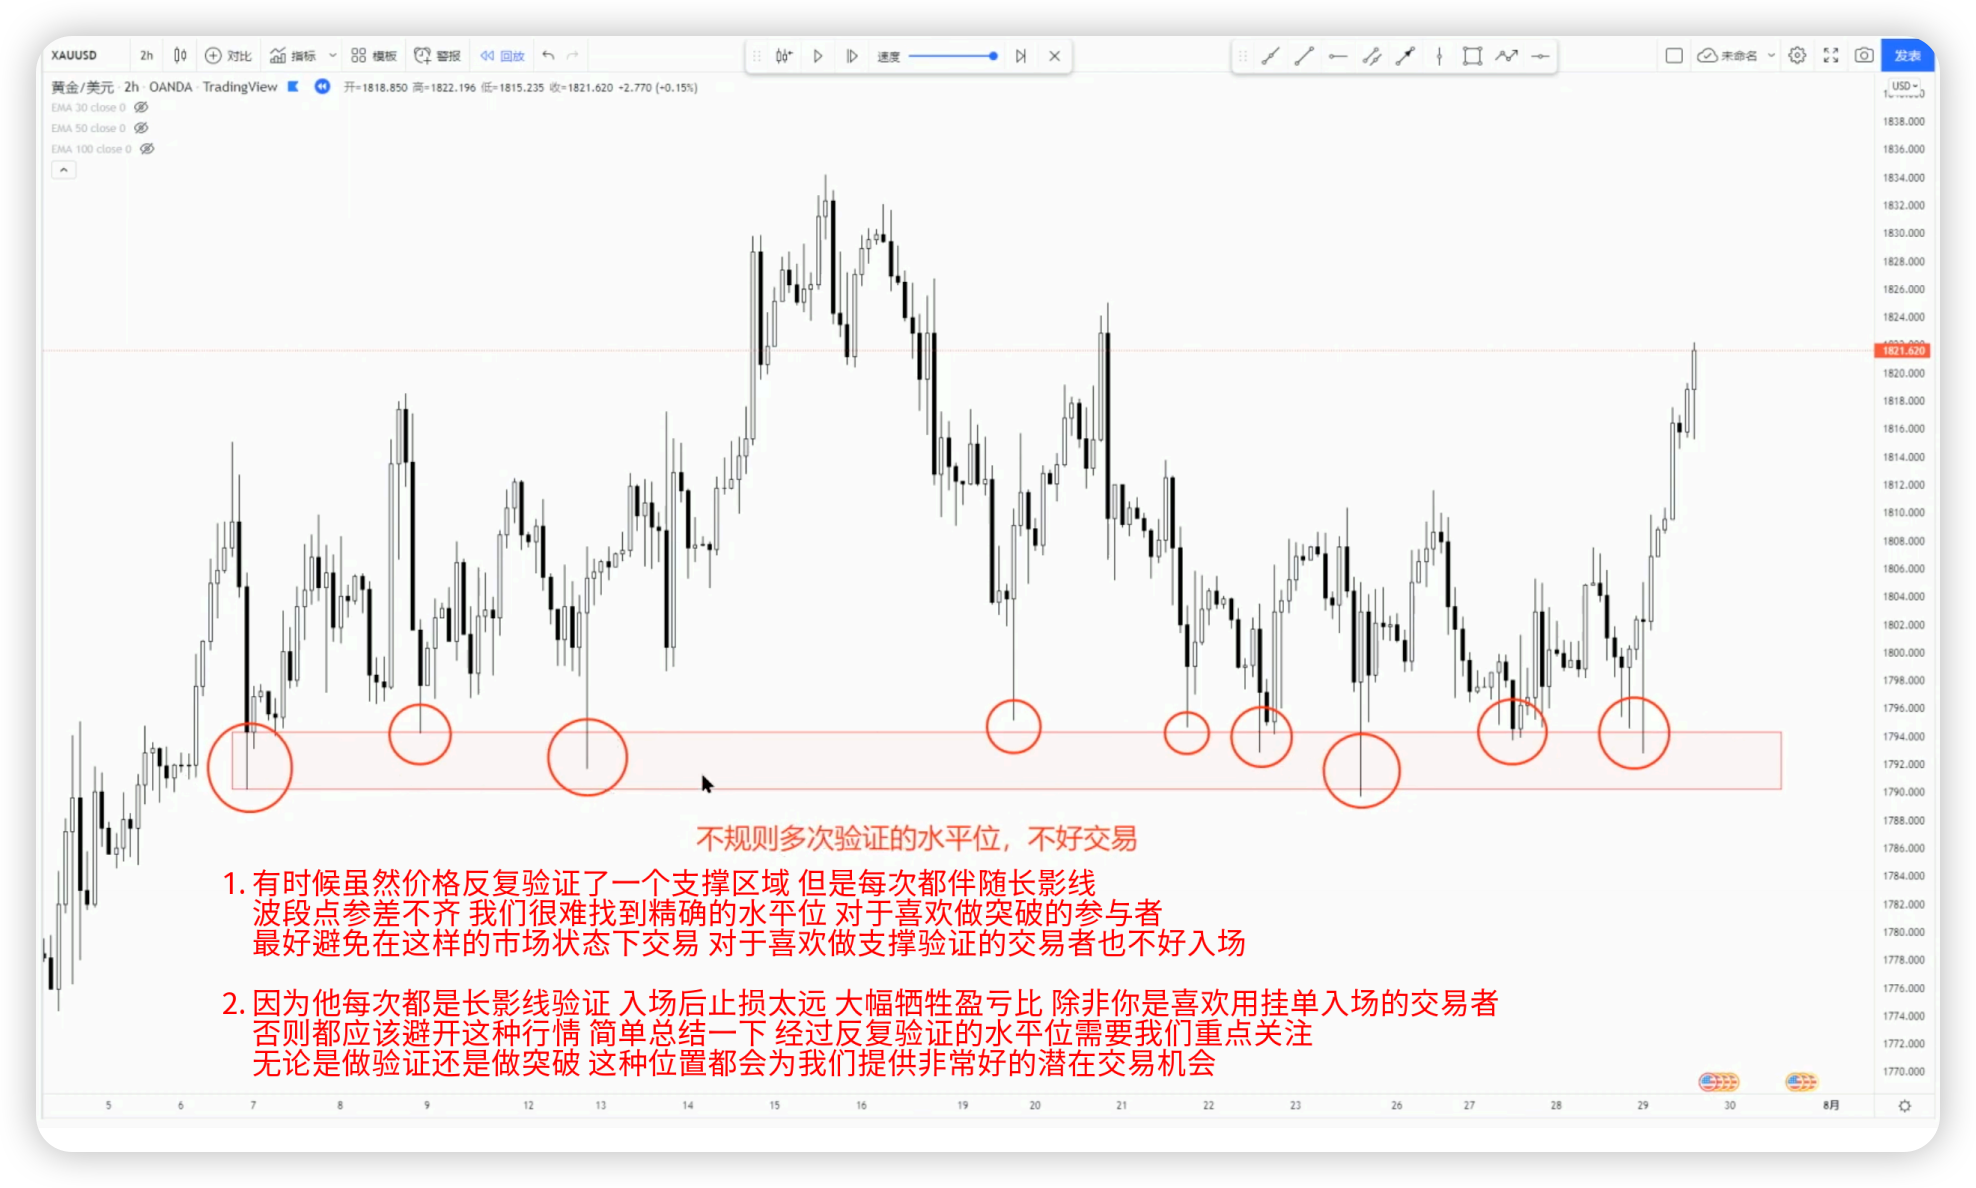 XAUUSD 2h 对比 指标 模板 警报 回放 速度 未命名 发表
黄金/美元 · 2h · OANDA · TradingView 开=1818.850 高=1822.196 低=1815.235 收=1821.620 +2.770 (+0.15%)
USD
EMA 30 close 0
EMA 50 close 0
EMA 100 close 0
1838.000
1836.000
1834.000
1832.000
1830.000
1828.000
1826.000
1824.000
1821.620
1820.000
1818.000
1816.000
1814.000
1812.000
1810.000
1808.000
1806.000
1804.000
1802.000
1800.000
1798.000
1796.000
1794.000
1792.000
1790.000
1788.000
1786.000
1784.000
1782.000
1780.000
1778.000
1776.000
1774.000
1772.000
1770.000
不规则多次验证的水平位，不好交易
1. 有时候虽然价格反复验证了一个支撑区域 但是每次都伴随长影线
波段点参差不齐 我们很难找到精确的水平位 对于喜欢做突破的参与者
最好避免在这样的市场状态下交易 对于喜欢做支撑验证的交易者也不好入场
2. 因为他每次都是长影线验证 入场后止损太远 大幅牺牲盈亏比 除非你是喜欢用挂单入场的交易者
否则都应该避开这种行情 简单总结一下 经过反复验证的水平位需要我们重点关注
无论是做验证还是做突破 这种位置都会为我们提供非常好的潜在交易机会
5 6 7 8 9 12 13 14 15 16 19 20 21 22 23 26 27 28 29 30 8月